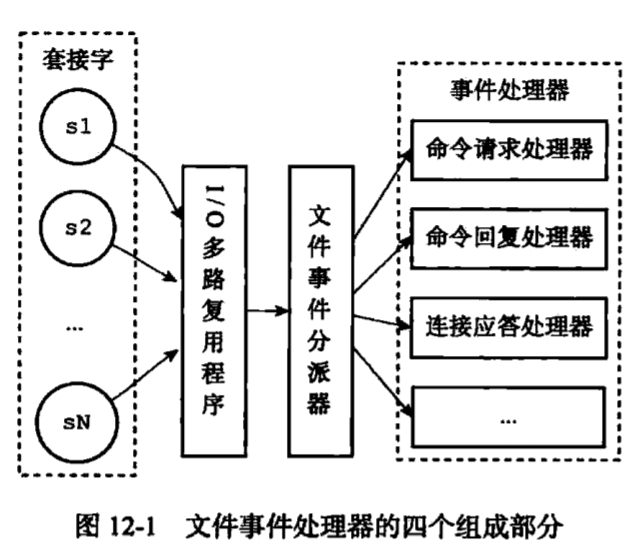 套接字
s1
s2
...
sN
I/O多路复用程序
文件事件分派器
事件处理器
命令请求处理器
命令回复处理器
连接应答处理器
...
图 12-1 文件事件处理器的四个组成部分